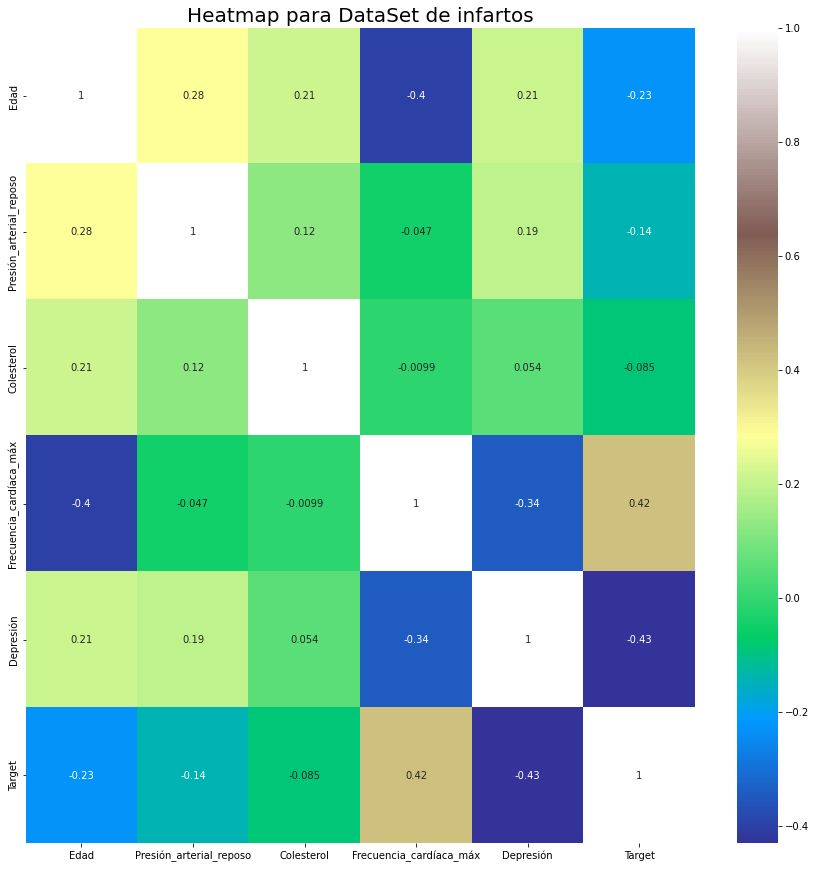 Heatmap para DataSet de infartos
Edad 1 0.28 0.21 -0.4 0.21 -0.23
Presión_arterial_reposo 0.28 1 0.12 -0.047 0.19 -0.14
Colesterol 0.21 0.12 1 -0.0099 0.054 -0.085
Frecuencia_cardíaca_máx -0.4 -0.047 -0.0099 1 -0.34 0.42
Depresión 0.21 0.19 0.054 -0.34 1 -0.43
Target -0.23 -0.14 -0.085 0.42 -0.43 1
Edad Presión_arterial_reposo Colesterol Frecuencia_cardíaca_máx Depresión Target
1.0
0.8
0.6
0.4
0.2
0.0
−0.2
−0.4